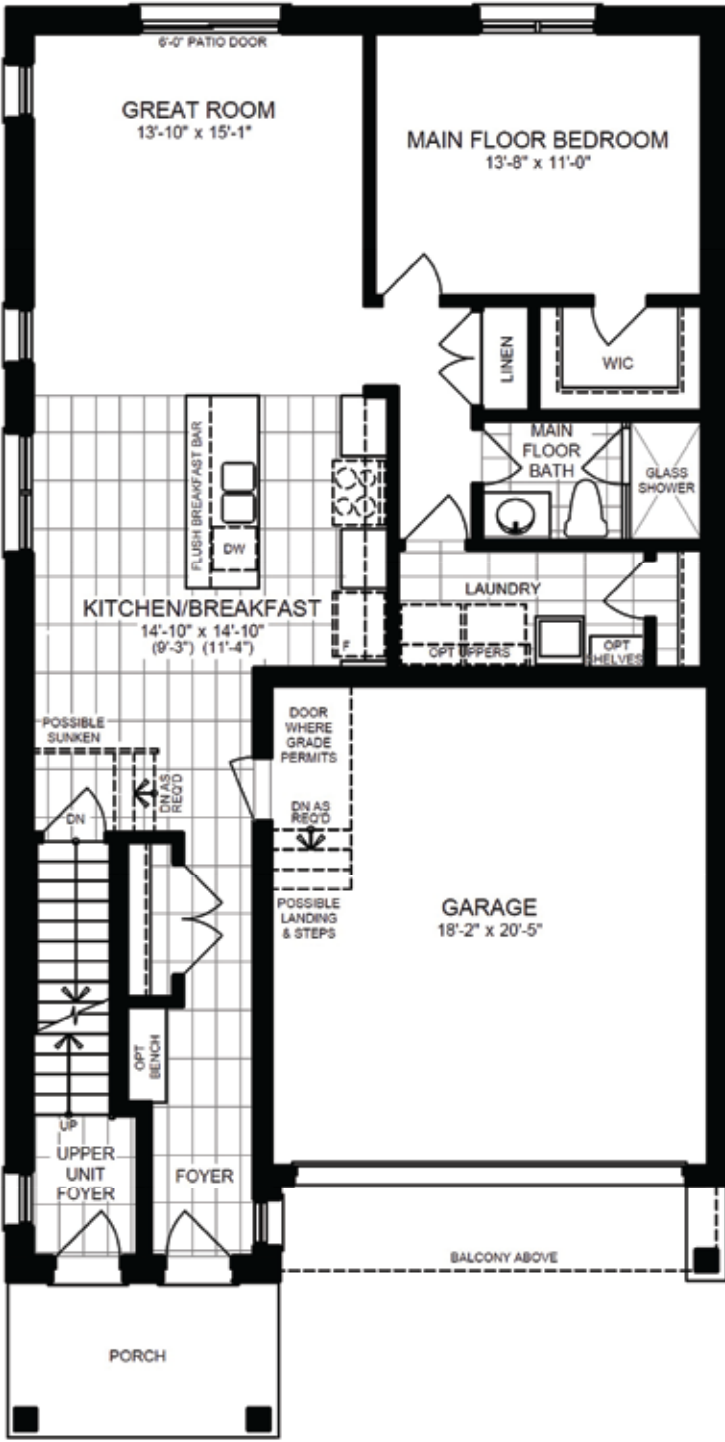 6'-0" PATIO DOOR
GREAT ROOM
13'-10" x 15'-1"
MAIN FLOOR BEDROOM
13'-8" x 11'-0"
LINEN
WIC
MAIN
FLOOR
BATH
GLASS
SHOWER
FLUSH BREAKFAST BAR
DW
KITCHEN/BREAKFAST
14'-10" x 14'-10"
(9'-3") (11'-4")
F
LAUNDRY
OPT UPPERS
OPT
SHELVES
POSSIBLE
SUNKEN
DN AS
REQ'D
DN
DOOR
WHERE
GRADE
PERMITS
DN AS
REQ'D
POSSIBLE
LANDING
& STEPS
GARAGE
18'-2" x 20'-5"
OPT
BENCH
UP
UPPER
UNIT
FOYER
FOYER
BALCONY ABOVE
PORCH